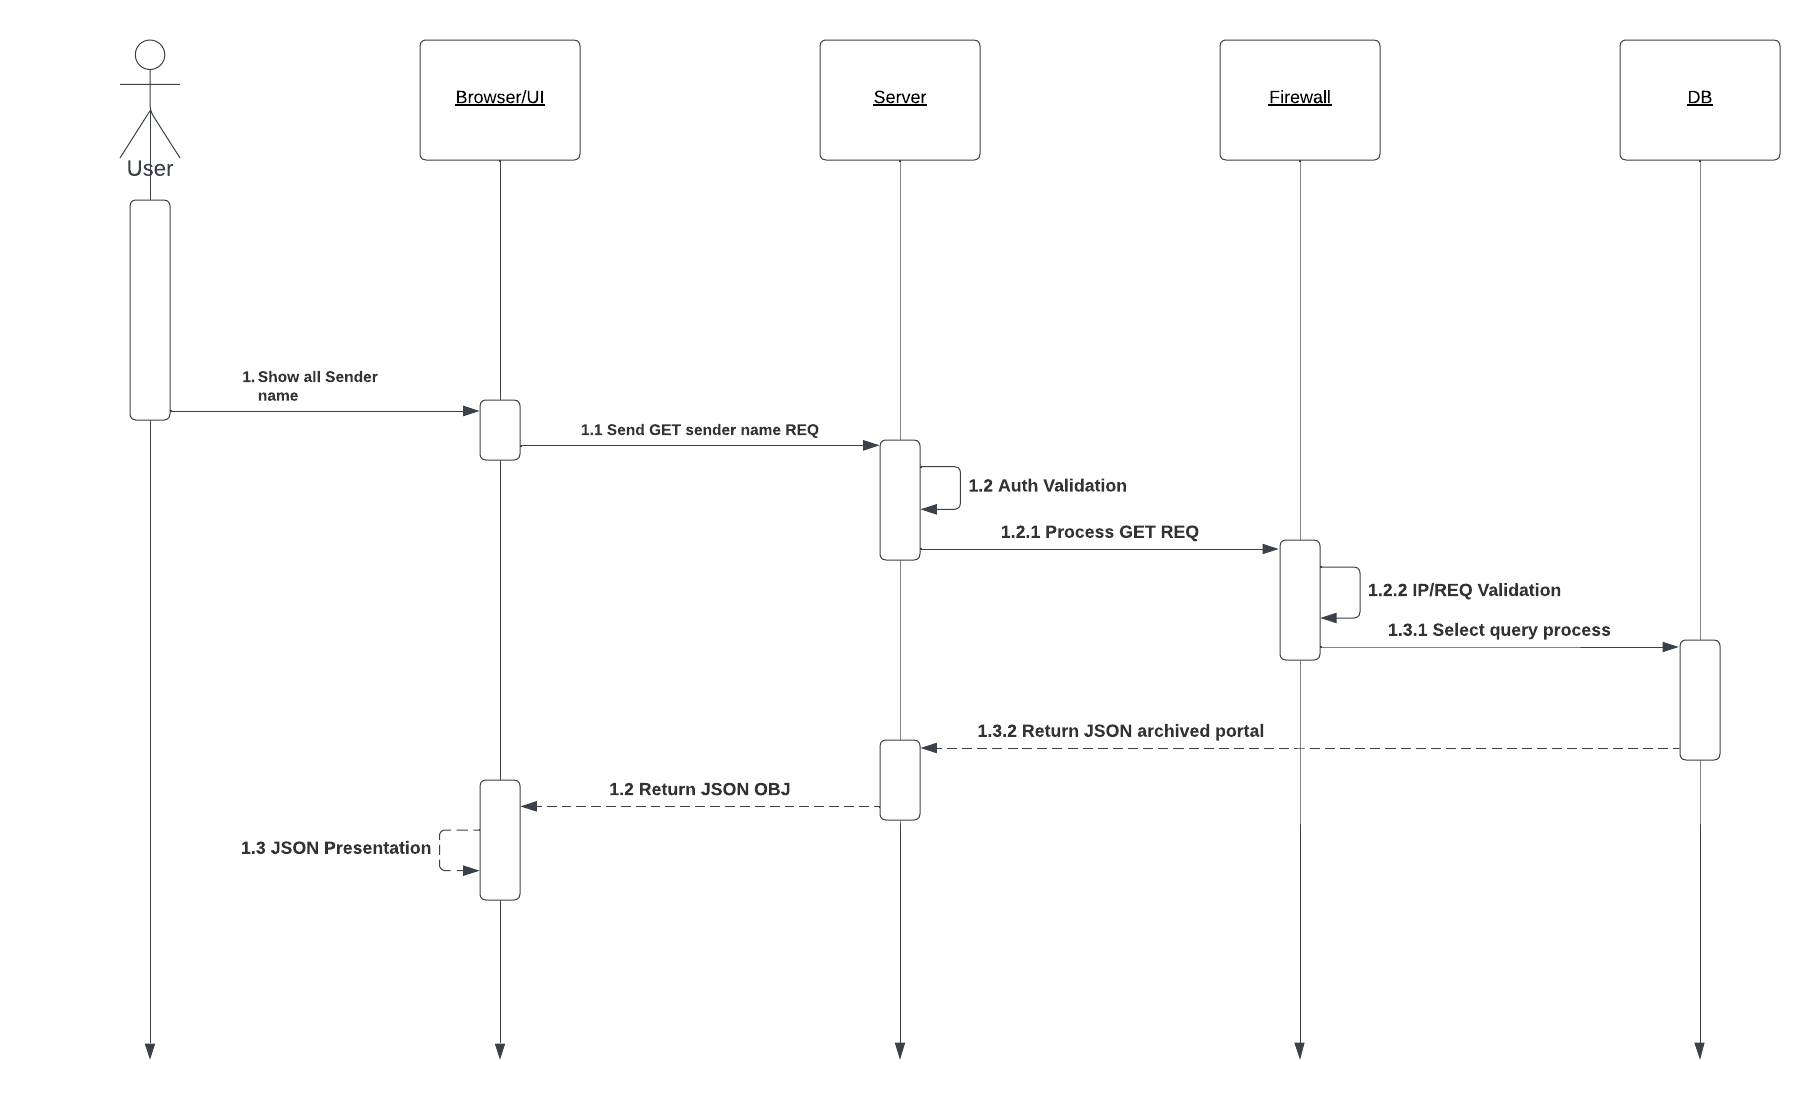 User
Browser/UI
Server
Firewall
DB
1. Show all Sender
name
1.1 Send GET sender name REQ
1.2 Auth Validation
1.2.1 Process GET REQ
1.2.2 IP/REQ Validation
1.3.1 Select query process
1.3.2 Return JSON archived portal
1.2 Return JSON OBJ
1.3 JSON Presentation